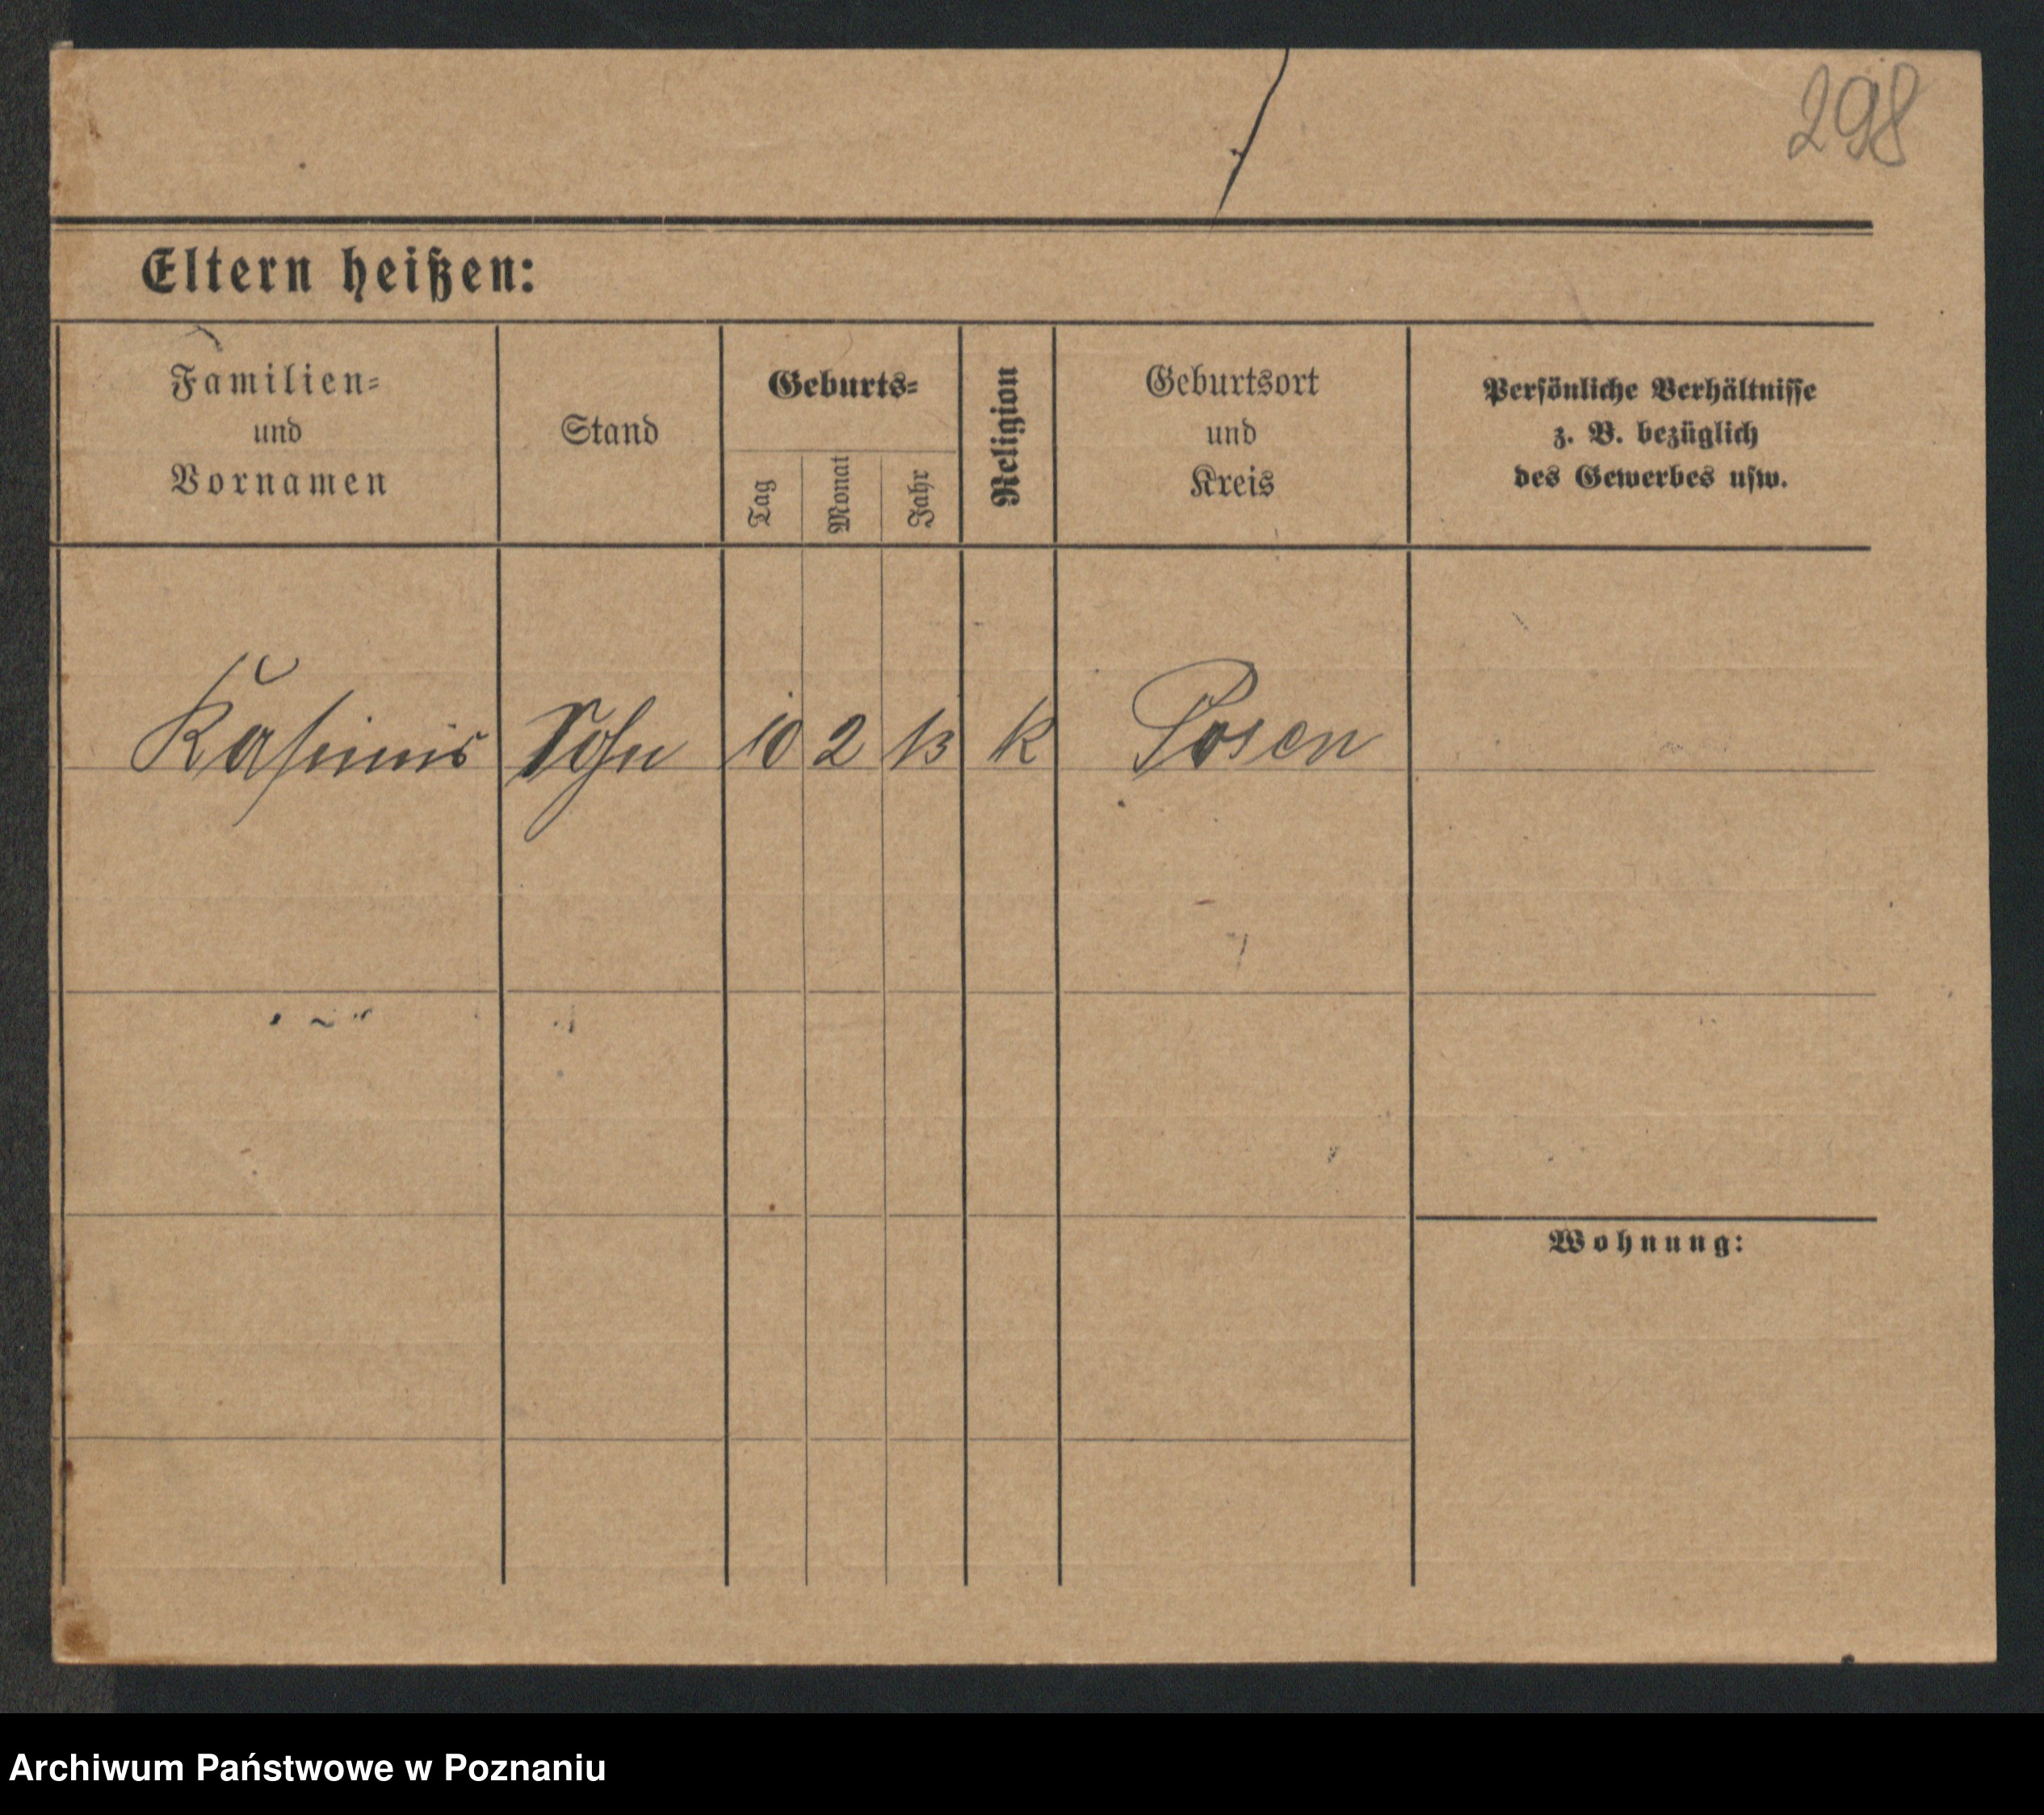 298
Eltern heißen:
Familien=
und
Vornamen
Stand
Geburts=
Tag
Monat
Jahr
Religion
Geburtsort
und
Kreis
Persönliche Verhältnisse
z. B. bezüglich
des Gewerbes usw.
Kasimir Sohn 10 2 13 K Posen
Wohnung:
Archiwum Państwowe w Poznaniu